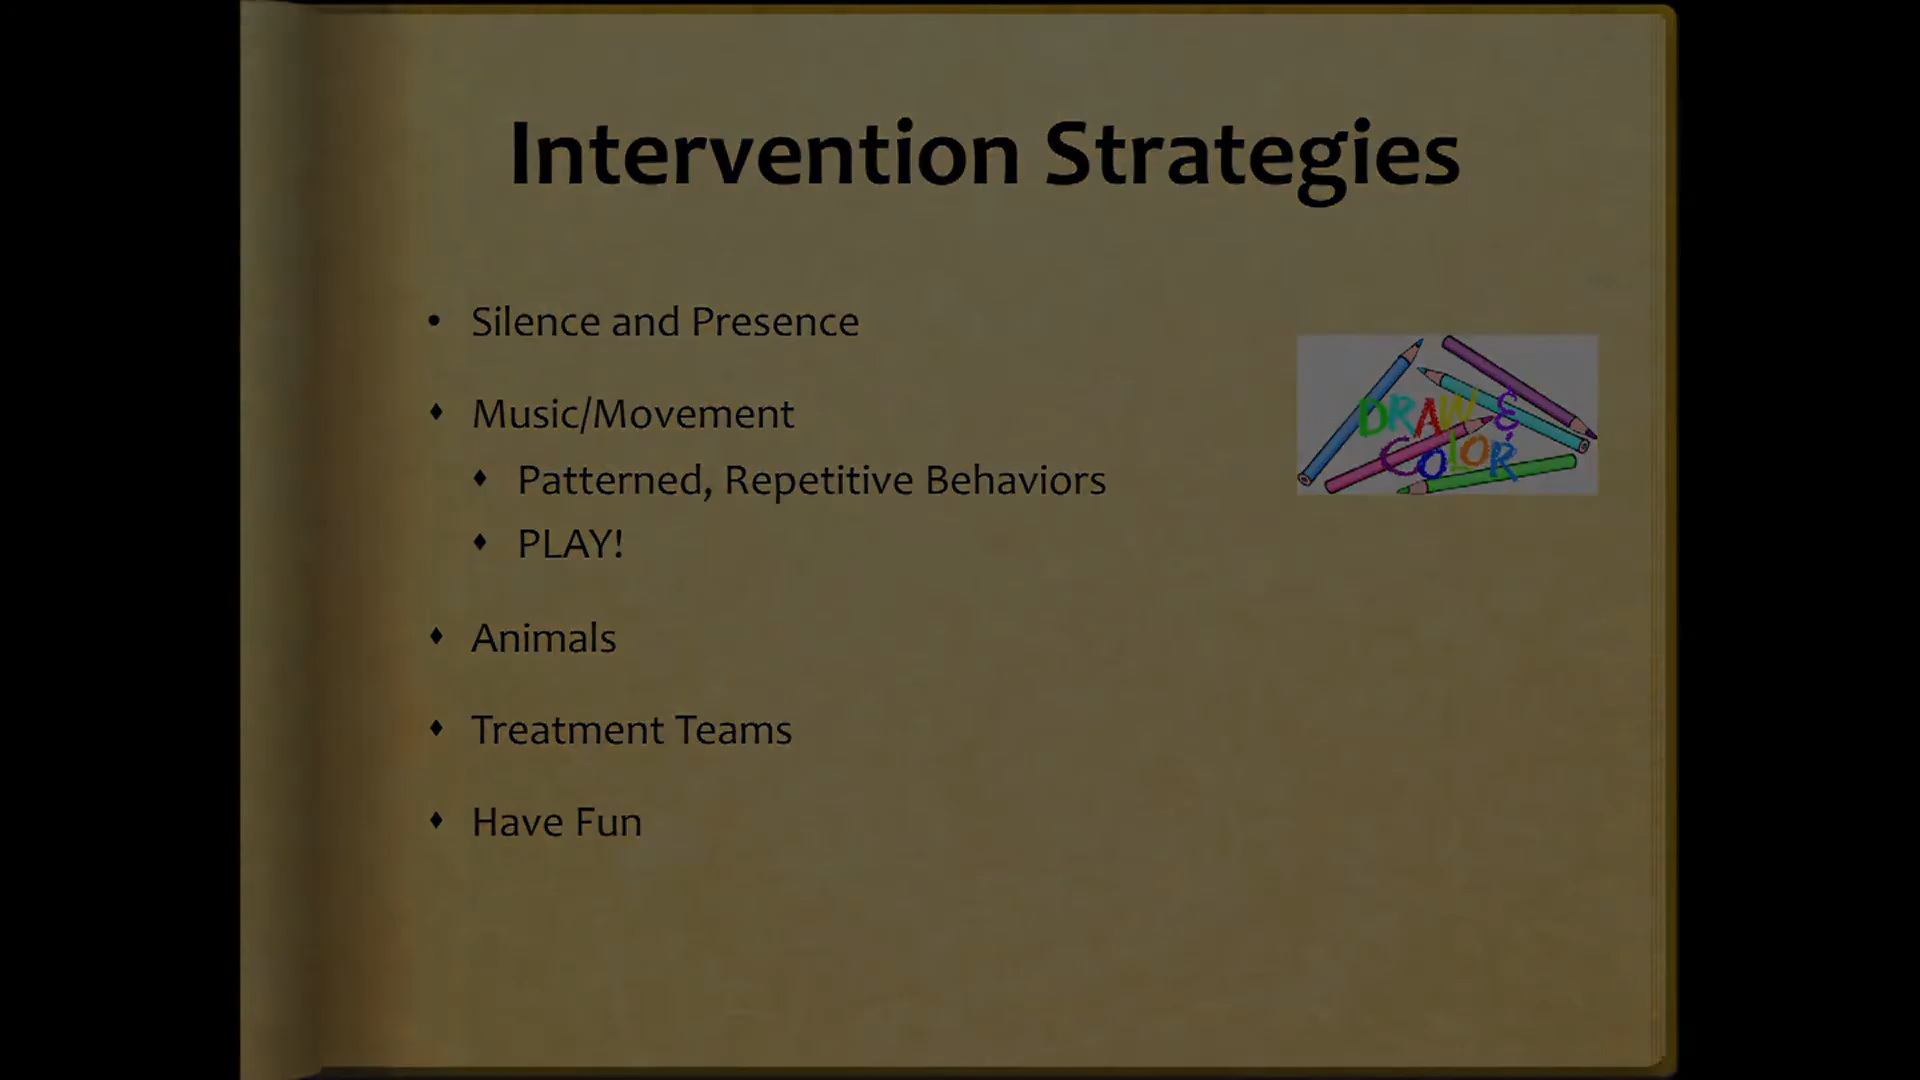 Intervention Strategies
• Silence and Presence
♦ Music/Movement
♦ Patterned, Repetitive Behaviors
♦ PLAY!
♦ Animals
♦ Treatment Teams
♦ Have Fun
DRAW &
COLOR